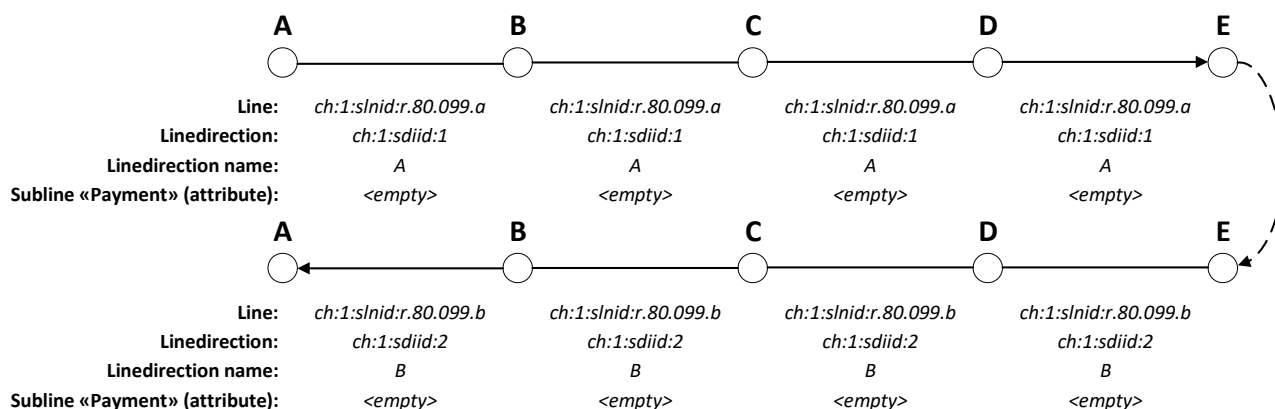 A B C D E
Line: ch:1:slnid:r.80.099.a ch:1:slnid:r.80.099.a ch:1:slnid:r.80.099.a ch:1:slnid:r.80.099.a
Linedirection: ch:1:sdiid:1 ch:1:sdiid:1 ch:1:sdiid:1 ch:1:sdiid:1
Linedirection name: A A A A
Subline «Payment» (attribute): <empty> <empty> <empty> <empty>
A B C D E
Line: ch:1:slnid:r.80.099.b ch:1:slnid:r.80.099.b ch:1:slnid:r.80.099.b ch:1:slnid:r.80.099.b
Linedirection: ch:1:sdiid:2 ch:1:sdiid:2 ch:1:sdiid:2 ch:1:sdiid:2
Linedirection name: B B B B
Subline «Payment» (attribute): <empty> <empty> <empty> <empty>